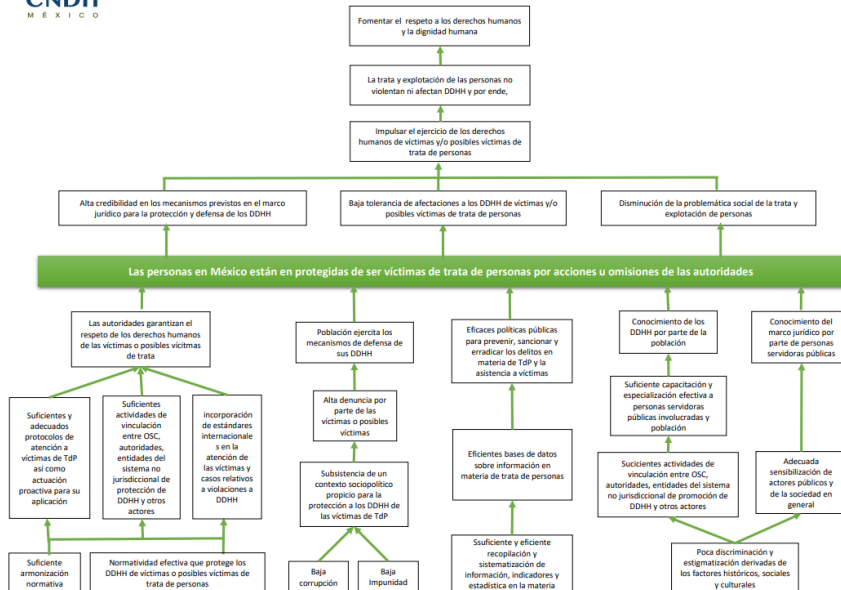 CNDH
MÉXICO
Fomentar el respeto a los derechos humanos
y la dignidad humana
La trata y explotación de las personas no
violentan ni afectan DDHH y por ende,
Impulsar el ejercicio de los derechos
humanos de víctimas y/o posibles víctimas de
trata de personas
Alta credibilidad en los mecanismos previstos en el marco
jurídico para la protección y defensa de los DDHH
Baja tolerancia de afectaciones a los DDHH de víctimas y/o
posibles víctimas de trata de personas
Disminución de la problemática social de la trata y
explotación de personas
Las personas en México están en protegidas de ser víctimas de trata de personas por acciones u omisiones de las autoridades
Las autoridades garantizan el
respeto de los derechos humanos
de las víctimas o posibles vícitmas
de trata
Población ejercita los
mecanismos de defensa de
sus DDHH
Eficaces políticas públicas
para prevenir, sancionar y
erradicar los delitos en
materia de TdP y la
asistencia a víctimas
Conocimiento de los
DDHH por parte de la
población
Conocimiento del
marco jurídico por
parte de personas
servidoras públicas
Suficientes y
adecuados
protocolos de
atención a
víctimas de TdP
así como
actuación
proactiva para su
aplicación
Suficientes
actividades de
vinculación
entre OSC,
autoridades,
entidades del
sistema no
jurisdiccional de
protección de
DDHH y otros
actores
incorporación
de estándares
internacionale
s en la
atención de
las víctimas y
casos relativos
a violaciones a
DDHH
Alta denuncia por
parte de las
víctimas o posibles
víctimas
Suficiente capacitación y
especialización efectiva a
personas servidoras
públicas involucradas y
población
Subsistencia de un
contexto sociopolítico
propicio para la
protección a los DDHH de
las víctimas de TdP
Eficientes bases de datos
sobre información en
materia de trata de personas
Sucicientes actividades de
vinculación entre OSC,
autoridades, entidades del sistema
no jurisdiccional de promoción de
DDHH y otros actores
Adecuada
sensibilización de
actores públicos y
de la sociedad en
general
Suficiente
armonización
normativa
Normatividad efectiva que protege los
DDHH de víctimas o posibles víctimas de
trata de personas
Baja
corrupción
Baja
Impunidad
Ssuficiente y eficiente
recopilación y
sistematización de
información, indicadores y
estadística en la materia
Poca discriminación y
estigmatización derivadas de
los factores históricos, sociales
y culturales